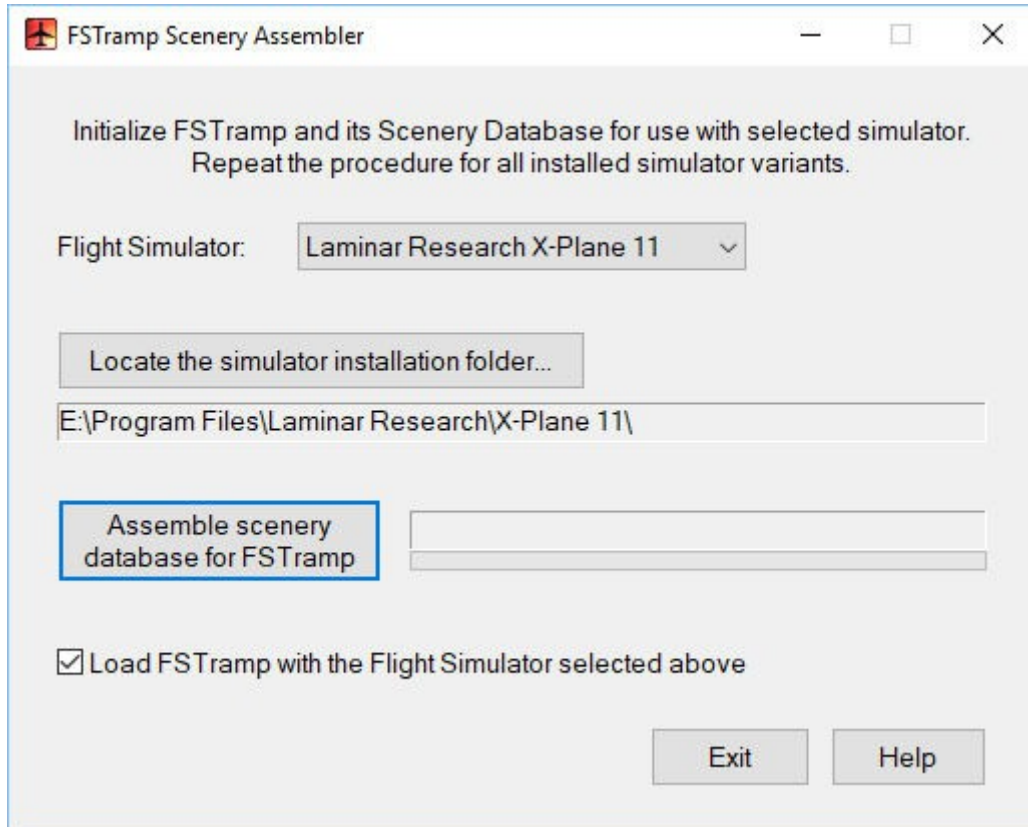 FSTramp Scenery Assembler
Initialize FSTramp and its Scenery Database for use with selected simulator.
Repeat the procedure for all installed simulator variants.
Flight Simulator:
Laminar Research X-Plane 11
Locate the simulator installation folder...
E:\Program Files\Laminar Research\X-Plane 11\
Assemble scenery
database for FSTramp
Load FSTramp with the Flight Simulator selected above
Exit
Help